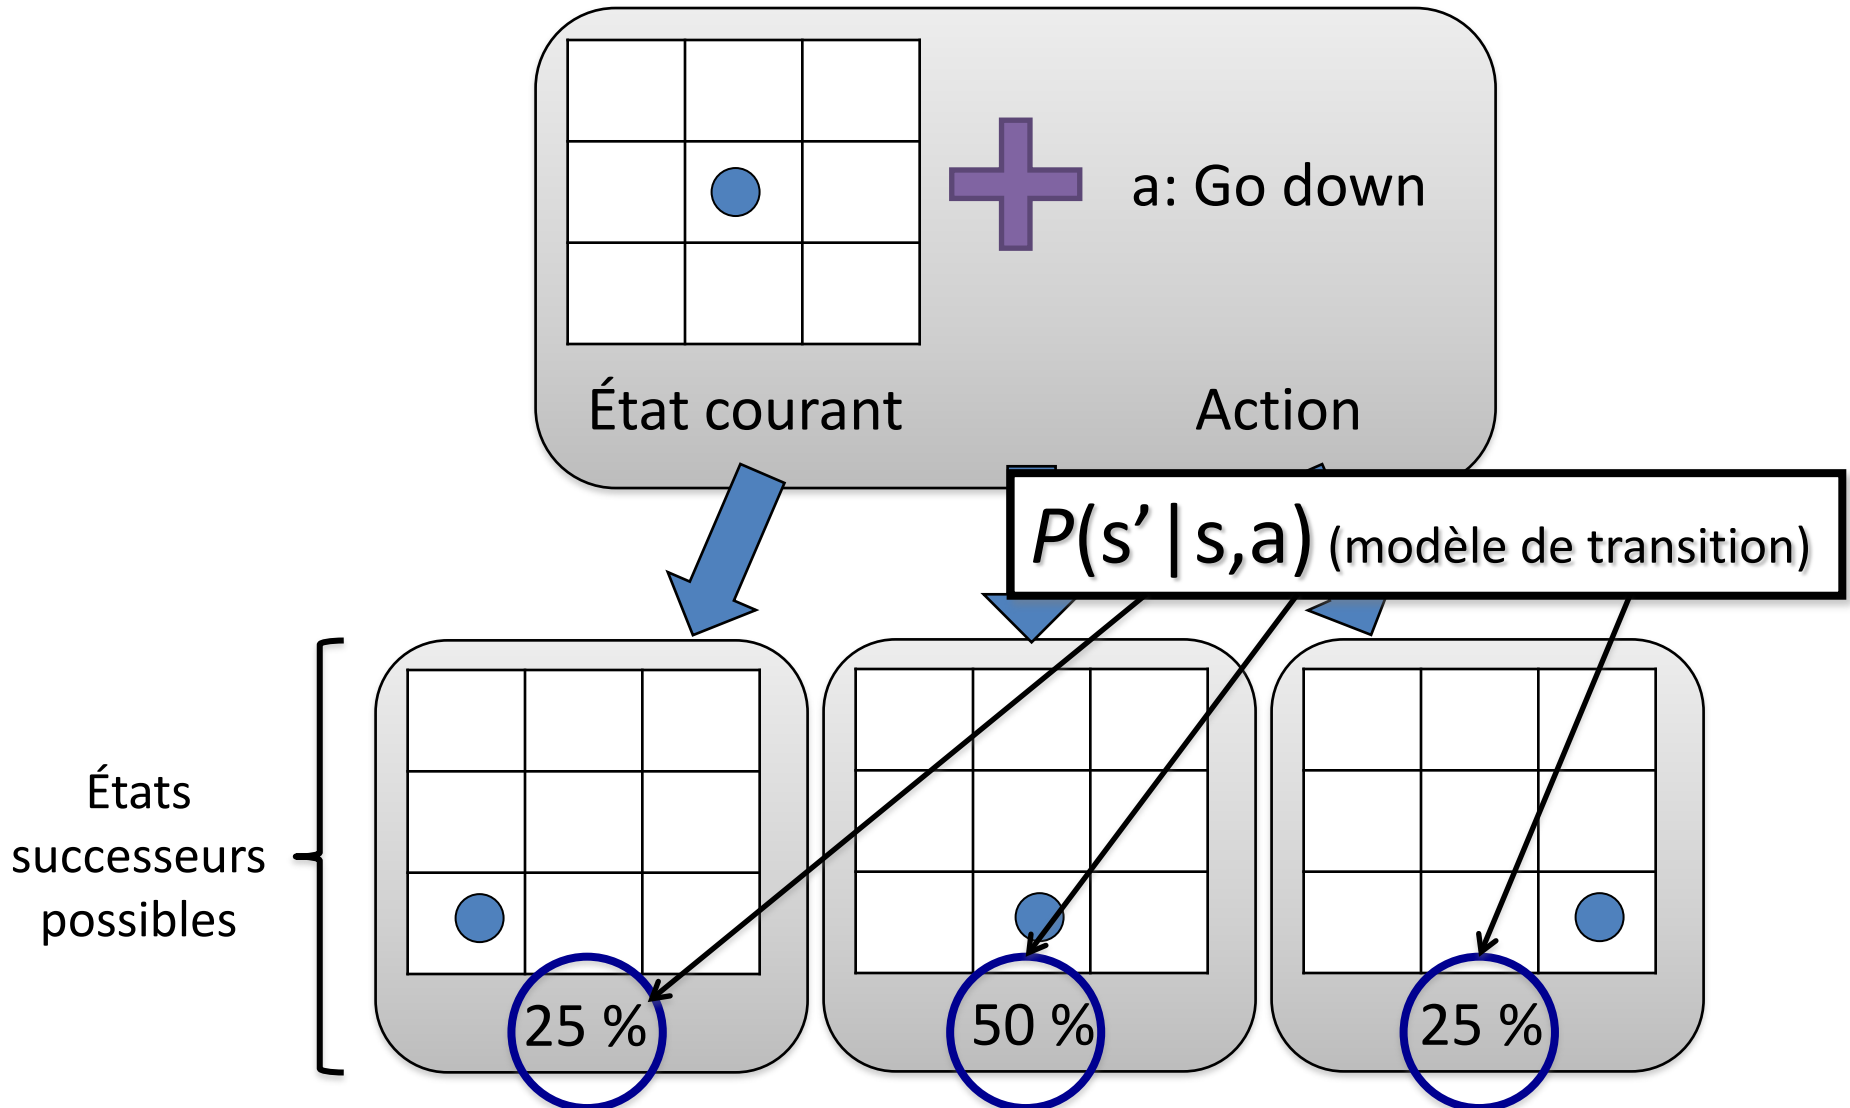 a: Go down
État courant
Action
P(s’|s,a) (modèle de transition)
États
successeurs
possibles
25 %
50 %
25 %